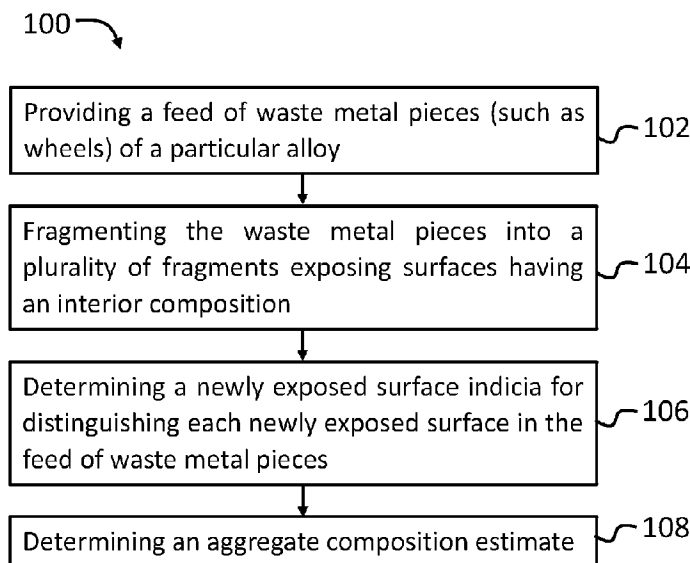 100
Providing a feed of waste metal pieces (such as
wheels) of a particular alloy
102
Fragmenting the waste metal pieces into a
plurality of fragments exposing surfaces having
an interior composition
104
Determining a newly exposed surface indicia for
distinguishing each newly exposed surface in the
feed of waste metal pieces
106
Determining an aggregate composition estimate
108